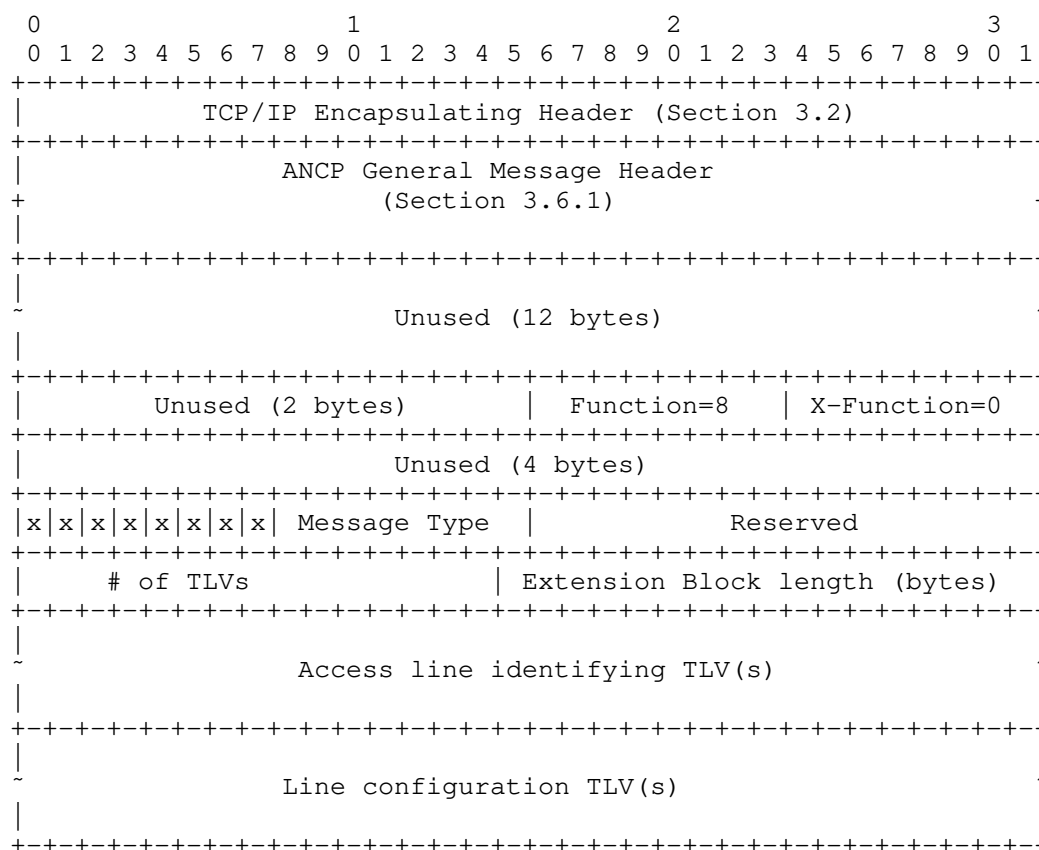 0                   1                   2                   3
 0 1 2 3 4 5 6 7 8 9 0 1 2 3 4 5 6 7 8 9 0 1 2 3 4 5 6 7 8 9 0 1
+-+-+-+-+-+-+-+-+-+-+-+-+-+-+-+-+-+-+-+-+-+-+-+-+-+-+-+-+-+-+-+-
|           TCP/IP Encapsulating Header (Section 3.2)
+-+-+-+-+-+-+-+-+-+-+-+-+-+-+-+-+-+-+-+-+-+-+-+-+-+-+-+-+-+-+-+-
|                ANCP General Message Header
+                      (Section 3.6.1)                          -
|
+-+-+-+-+-+-+-+-+-+-+-+-+-+-+-+-+-+-+-+-+-+-+-+-+-+-+-+-+-+-+-+-
|
~                       Unused (12 bytes)                       ~
|
+-+-+-+-+-+-+-+-+-+-+-+-+-+-+-+-+-+-+-+-+-+-+-+-+-+-+-+-+-+-+-+-
|        Unused (2 bytes)       |  Function=8   | X-Function=0
+-+-+-+-+-+-+-+-+-+-+-+-+-+-+-+-+-+-+-+-+-+-+-+-+-+-+-+-+-+-+-+-
|                       Unused (4 bytes)
+-+-+-+-+-+-+-+-+-+-+-+-+-+-+-+-+-+-+-+-+-+-+-+-+-+-+-+-+-+-+-+-
|x|x|x|x|x|x|x|x| Message Type  |            Reserved
+-+-+-+-+-+-+-+-+-+-+-+-+-+-+-+-+-+-+-+-+-+-+-+-+-+-+-+-+-+-+-+-
|     # of TLVs               | Extension Block length (bytes)
+-+-+-+-+-+-+-+-+-+-+-+-+-+-+-+-+-+-+-+-+-+-+-+-+-+-+-+-+-+-+-+-
|
~                 Access line identifying TLV(s)                ~
|
+-+-+-+-+-+-+-+-+-+-+-+-+-+-+-+-+-+-+-+-+-+-+-+-+-+-+-+-+-+-+-+-
|
~                Line configuration TLV(s)                      ~
|
+-+-+-+-+-+-+-+-+-+-+-+-+-+-+-+-+-+-+-+-+-+-+-+-+-+-+-+-+-+-+-+-